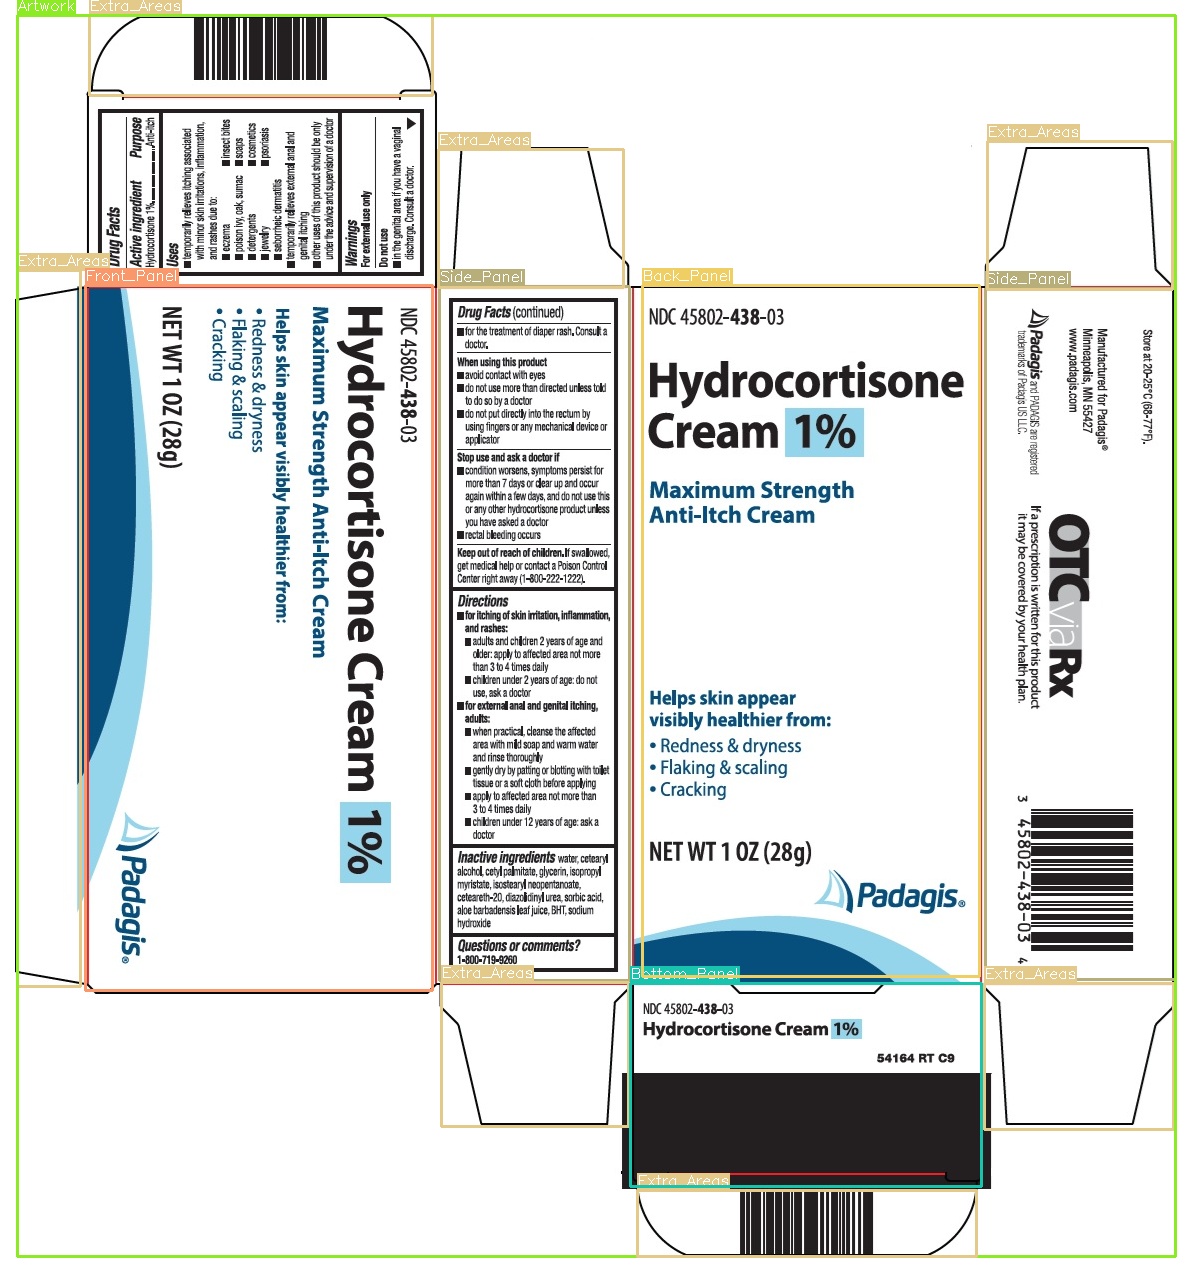 Artwork
Extra_Areas
Drug Facts
Active ingredient Purpose
Hydrocortisone 1% Anti-itch
Uses
■ temporarily relieves itching associated
with minor skin irritations, inflammation,
and rashes due to:
■ eczema ■ insect bites
■ poison ivy, oak, sumac ■ soaps
■ detergents ■ cosmetics
■ jewelry ■ psoriasis
■ seborrheic dermatitis
■ temporarily relieves external anal and
genital itching
■ other uses of this product should be only
under the advice and supervision of a doctor
Warnings
For external use only
Do not use
■ in the genital area if you have a vaginal
discharge. Consult a doctor.
Extra_Areas
Front_Panel
NDC 45802-438-03
Hydrocortisone Cream 1%
Maximum Strength Anti-Itch Cream
Helps skin appear visibly healthier from:
• Redness & dryness
• Flaking & scaling
• Cracking
NET WT 1 OZ (28g)
Padagis®
Extra_Areas
Side_Panel
Drug Facts (continued)
■ for the treatment of diaper rash. Consult a
doctor.
When using this product
■ avoid contact with eyes
■ do not use more than directed unless told
to do so by a doctor
■ do not put directly into the rectum by
using fingers or any mechanical device or
applicator
Stop use and ask a doctor if
■ condition worsens, symptoms persist for
more than 7 days or clear up and occur
again within a few days, and do not use this
or any other hydrocortisone product unless
you have asked a doctor
■ rectal bleeding occurs
Keep out of reach of children. If swallowed,
get medical help or contact a Poison Control
Center right away (1-800-222-1222).
Directions
■ for itching of skin irritation, inflammation,
and rashes:
■ adults and children 2 years of age and
older: apply to affected area not more
than 3 to 4 times daily
■ children under 2 years of age: do not
use, ask a doctor
■ for external anal and genital itching,
adults:
■ when practical, cleanse the affected
area with mild soap and warm water
and rinse thoroughly
■ gently dry by patting or blotting with toilet
tissue or a soft cloth before applying
■ apply to affected area not more than
3 to 4 times daily
■ children under 12 years of age: ask a
doctor
Inactive ingredients water, cetearyl
alcohol, cetyl palmitate, glycerin, isopropyl
myristate, isostearyl neopentanoate,
ceteareth-20, diazolidinyl urea, sorbic acid,
aloe barbadensis leaf juice, BHT, sodium
hydroxide
Questions or comments?
1-800-719-9260
Extra_Areas
Back_Panel
NDC 45802-438-03
Hydrocortisone
Cream 1%
Maximum Strength
Anti-Itch Cream
Helps skin appear
visibly healthier from:
• Redness & dryness
• Flaking & scaling
• Cracking
NET WT 1 OZ (28g)
Padagis®
Bottom_Panel
NDC 45802-438-03
Hydrocortisone Cream 1%
54164 RT C9
Extra_Areas
Extra_Areas
Side_Panel
Store at 20-25°C (68-77°F).
Manufactured for Padagis®
Minneapolis, MN 55427
www.padagis.com
Padagis and PADAGIS are registered
trademarks of Padagis US LLC.
OTCviaRx
If a prescription is written for this product
it may be covered by your health plan.
3 45802-438-03 4
Extra_Areas